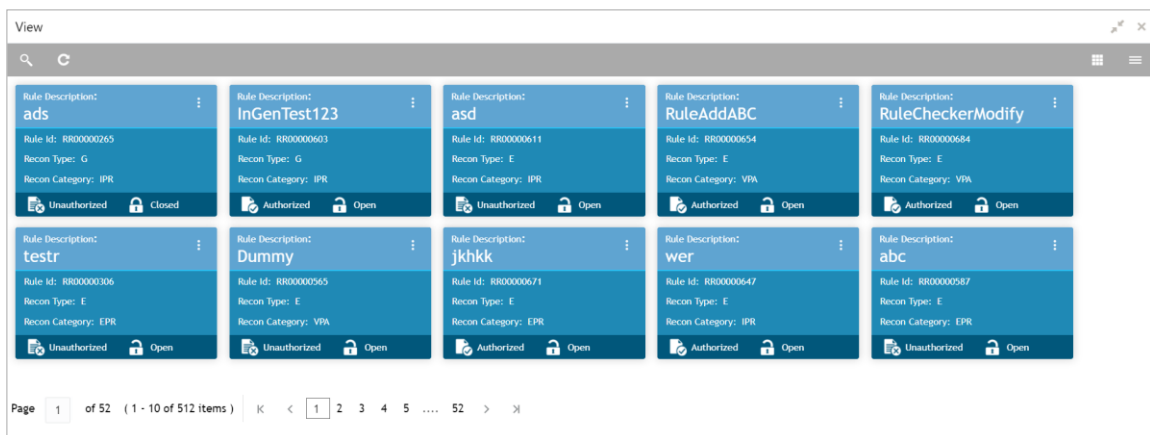 View
Rule Description:
ads
Rule Id: RR00000265
Recon Type: G
Recon Category: IPR
Unauthorized Closed
Rule Description:
InGenTest123
Rule Id: RR00000603
Recon Type: G
Recon Category: IPR
Authorized Open
Rule Description:
asd
Rule Id: RR00000611
Recon Type: E
Recon Category: IPR
Unauthorized Open
Rule Description:
RuleAddABC
Rule Id: RR00000654
Recon Type: E
Recon Category: VPA
Authorized Open
Rule Description:
RuleCheckerModify
Rule Id: RR00000684
Recon Type: E
Recon Category: VPA
Authorized Open
Rule Description:
testr
Rule Id: RR00000306
Recon Type: E
Recon Category: EPR
Unauthorized Open
Rule Description:
Dummy
Rule Id: RR00000565
Recon Type: E
Recon Category: VPA
Unauthorized Open
Rule Description:
jkhkk
Rule Id: RR00000671
Recon Type: E
Recon Category: EPR
Authorized Open
Rule Description:
wer
Rule Id: RR00000647
Recon Type: E
Recon Category: IPR
Authorized Open
Rule Description:
abc
Rule Id: RR00000587
Recon Type: E
Recon Category: EPR
Unauthorized Open
Page 1 of 52 ( 1 - 10 of 512 items ) 1 2 3 4 5 .... 52